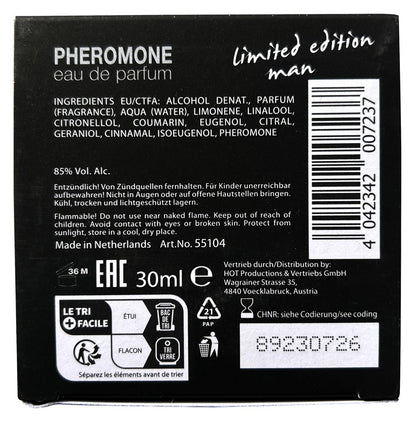 PHEROMONE
eau de parfum
limited edition
man
INGREDIENTS EU/CTFA: ALCOHOL DENAT., PARFUM
(FRAGRANCE), AQUA (WATER), LIMONENE, LINALOOL,
CITRONELLOL, COUMARIN, EUGENOL, CITRAL,
GERANIOL, CINNAMAL, ISOEUGENOL, PHEROMONE
85% Vol. Alc.
Entzündlich! Von Zündquellen fernhalten. Für Kinder unerreichbar
aufbewahren! Nicht in Augen oder auf offene Hautstellen bringen.
Kühl, trocken und lichtgeschützt lagern.
Flammable! Do not use near naked flame. Keep out of reach of
children. Avoid contact with eyes or broken skin. Protect from
sunlight, store in a cool, dry place.
Made in Netherlands Art.No. 55104
4 042342 007237
36 M
EAC
30ml ℮
Vertrieb durch/Distribution by:
HOT Productions & Vertriebs GmbH
Wagrainer Strasse 35,
4840 Voecklabruck, Austria
LE TRI
+ FACILE
ÉTUI
BAC DE TRI
FLACON
TRI VERRE
Séparez les éléments avant de trier
21
PAP
CHNR: siehe Codierung/see coding
89230726